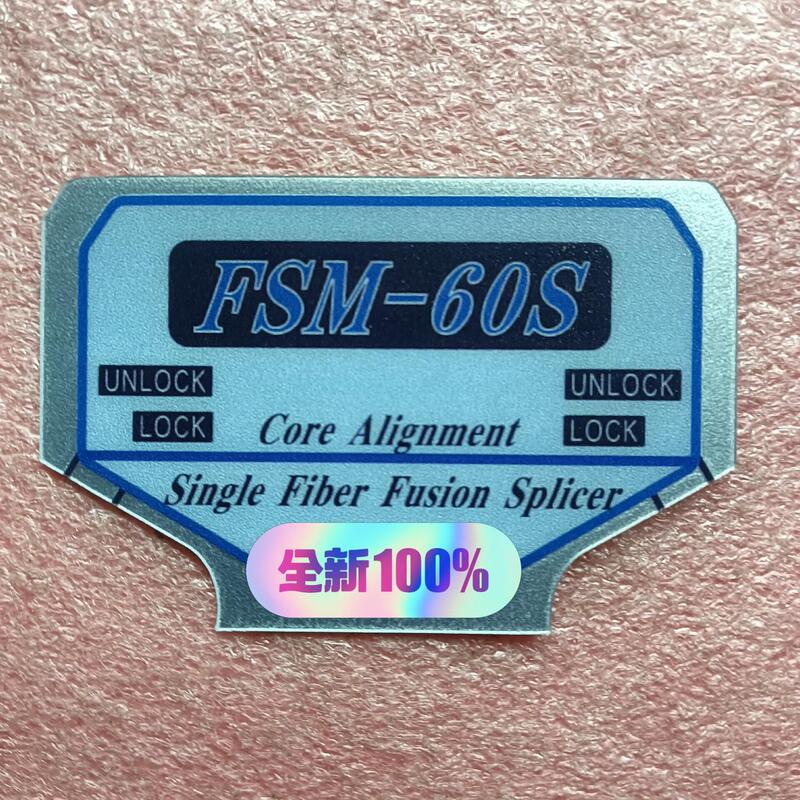 FSM-60S
UNLOCK UNLOCK
LOCK Core Alignment LOCK
Single Fiber Fusion Splicer
全新100%